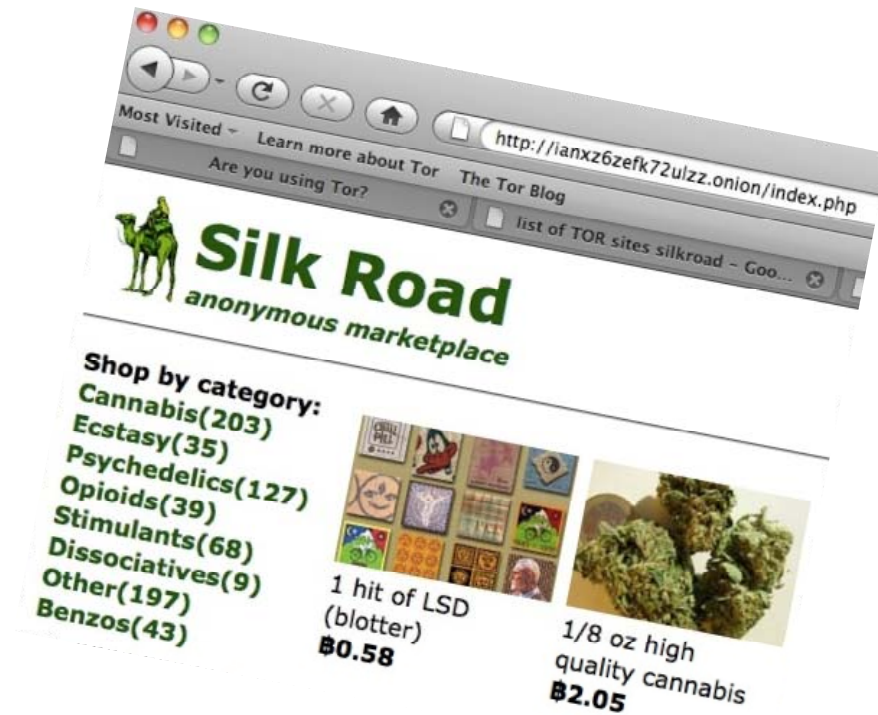 http://ianxz6zefk72ulzz.onion/index.php
Most Visited
Learn more about Tor
The Tor Blog
Are you using Tor?
list of TOR sites silkroad – Goo...
Silk Road
anonymous marketplace
Shop by category:
Cannabis(203)
Ecstasy(35)
Psychedelics(127)
Opioids(39)
Stimulants(68)
Dissociatives(9)
Other(197)
Benzos(43)
1 hit of LSD
(blotter)
฿0.58
1/8 oz high
quality cannabis
฿2.05